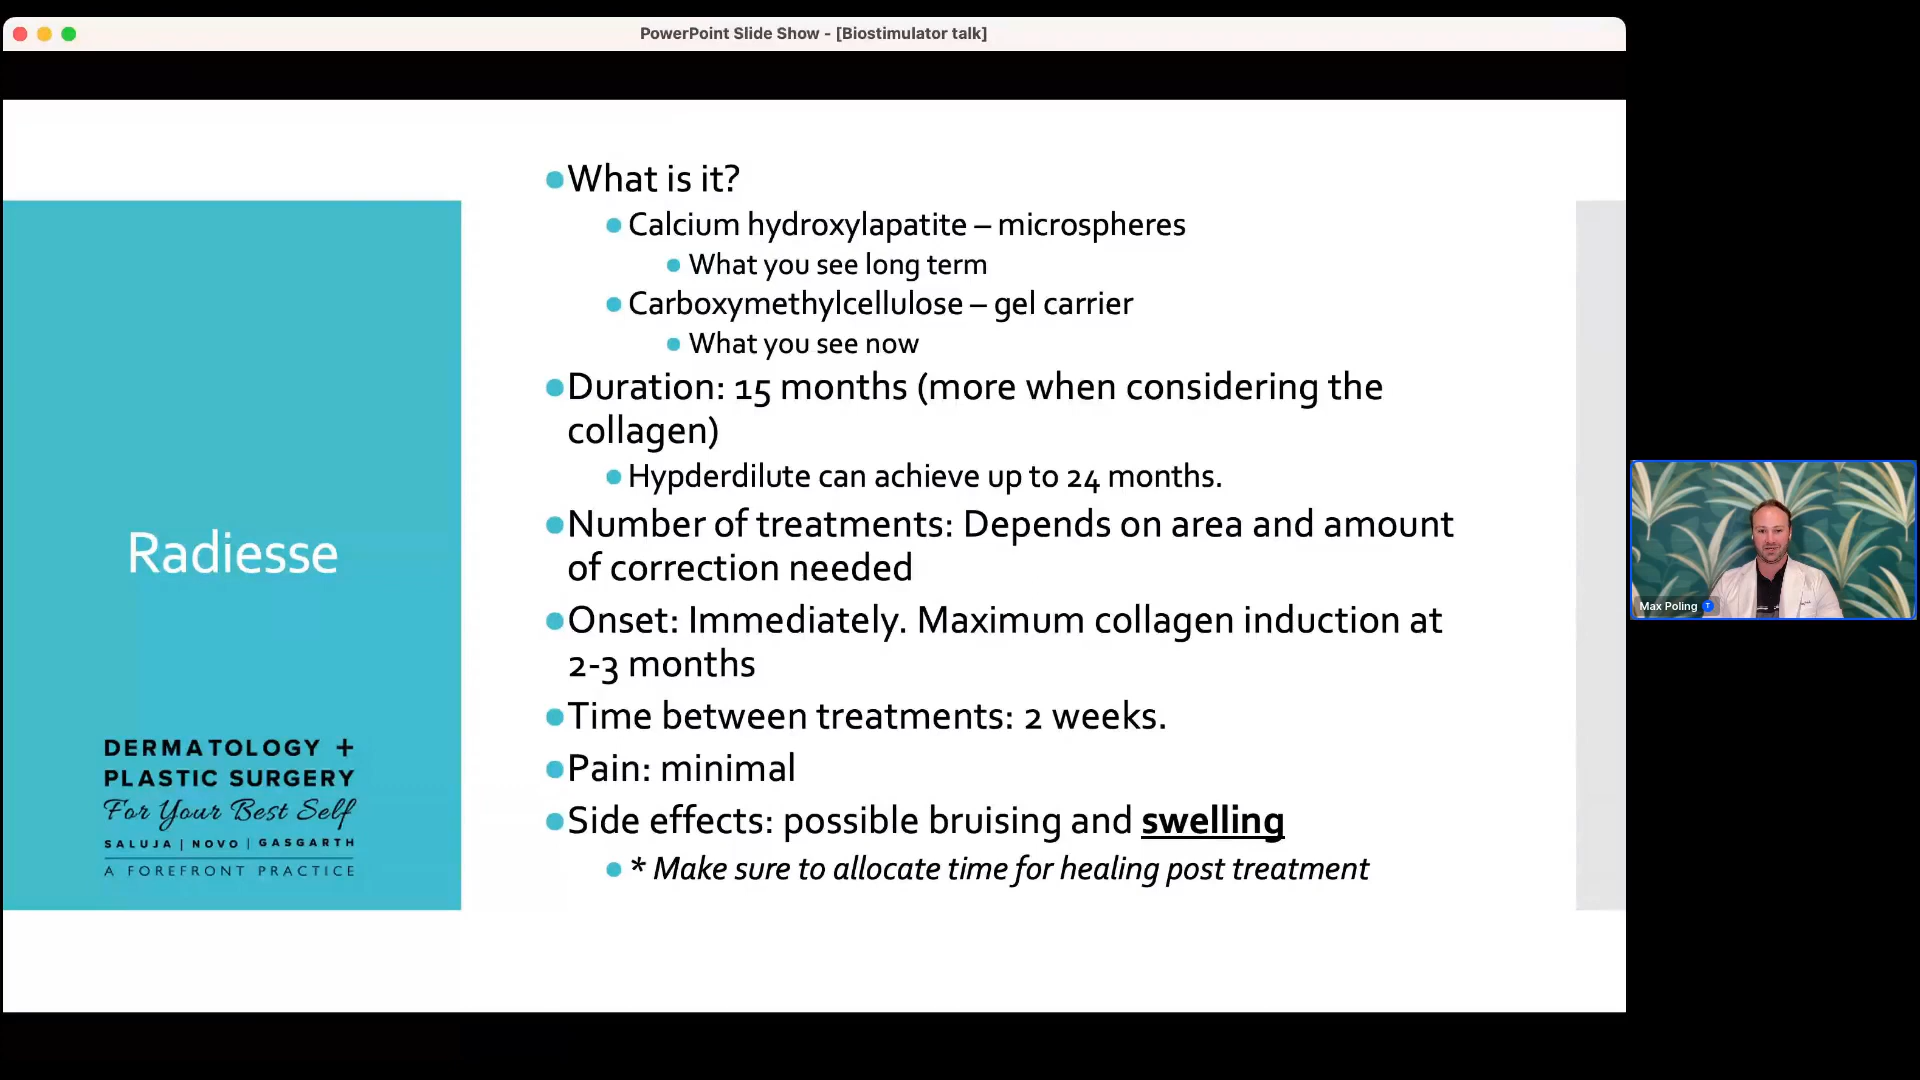 PowerPoint Slide Show - [Biostimulator talk]
Radiesse
DERMATOLOGY +
PLASTIC SURGERY
For Your Best Self
SALUJA | NOVO | GASGARTH
A FOREFRONT PRACTICE
What is it?
Calcium hydroxylapatite – microspheres
What you see long term
Carboxymethylcellulose – gel carrier
What you see now
Duration: 15 months (more when considering the
collagen)
Hypderdilute can achieve up to 24 months.
Number of treatments: Depends on area and amount
of correction needed
Onset: Immediately. Maximum collagen induction at
2-3 months
Time between treatments: 2 weeks.
Pain: minimal
Side effects: possible bruising and swelling
* Make sure to allocate time for healing post treatment
Max Poling